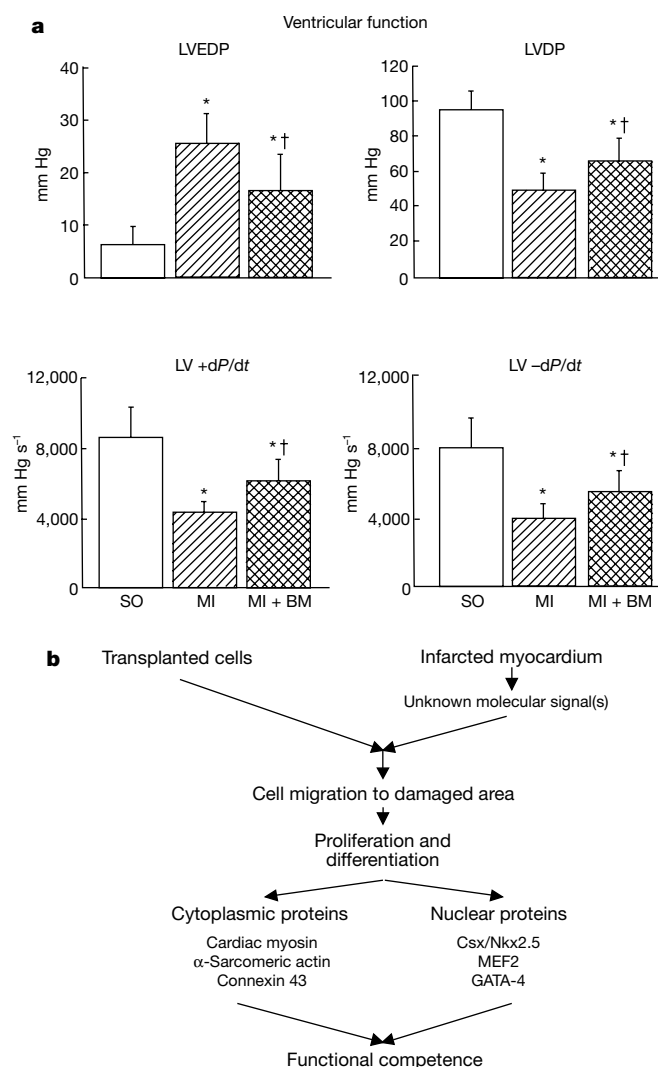 a
Ventricular function
LVEDP
40
30
20
10
0
mm Hg
*
* †
LVDP
120
100
80
60
40
20
0
mm Hg
*
* †
LV +dP/dt
12,000
8,000
4,000
0
mm Hg s⁻¹
*
* †
SO MI MI + BM
LV –dP/dt
12,000
8,000
4,000
0
mm Hg s⁻¹
*
* †
SO MI MI + BM
b
Transplanted cells
Infarcted myocardium
Unknown molecular signal(s)
Cell migration to damaged area
Proliferation and
differentiation
Cytoplasmic proteins
Cardiac myosin
α-Sarcomeric actin
Connexin 43
Nuclear proteins
Csx/Nkx2.5
MEF2
GATA-4
Functional competence